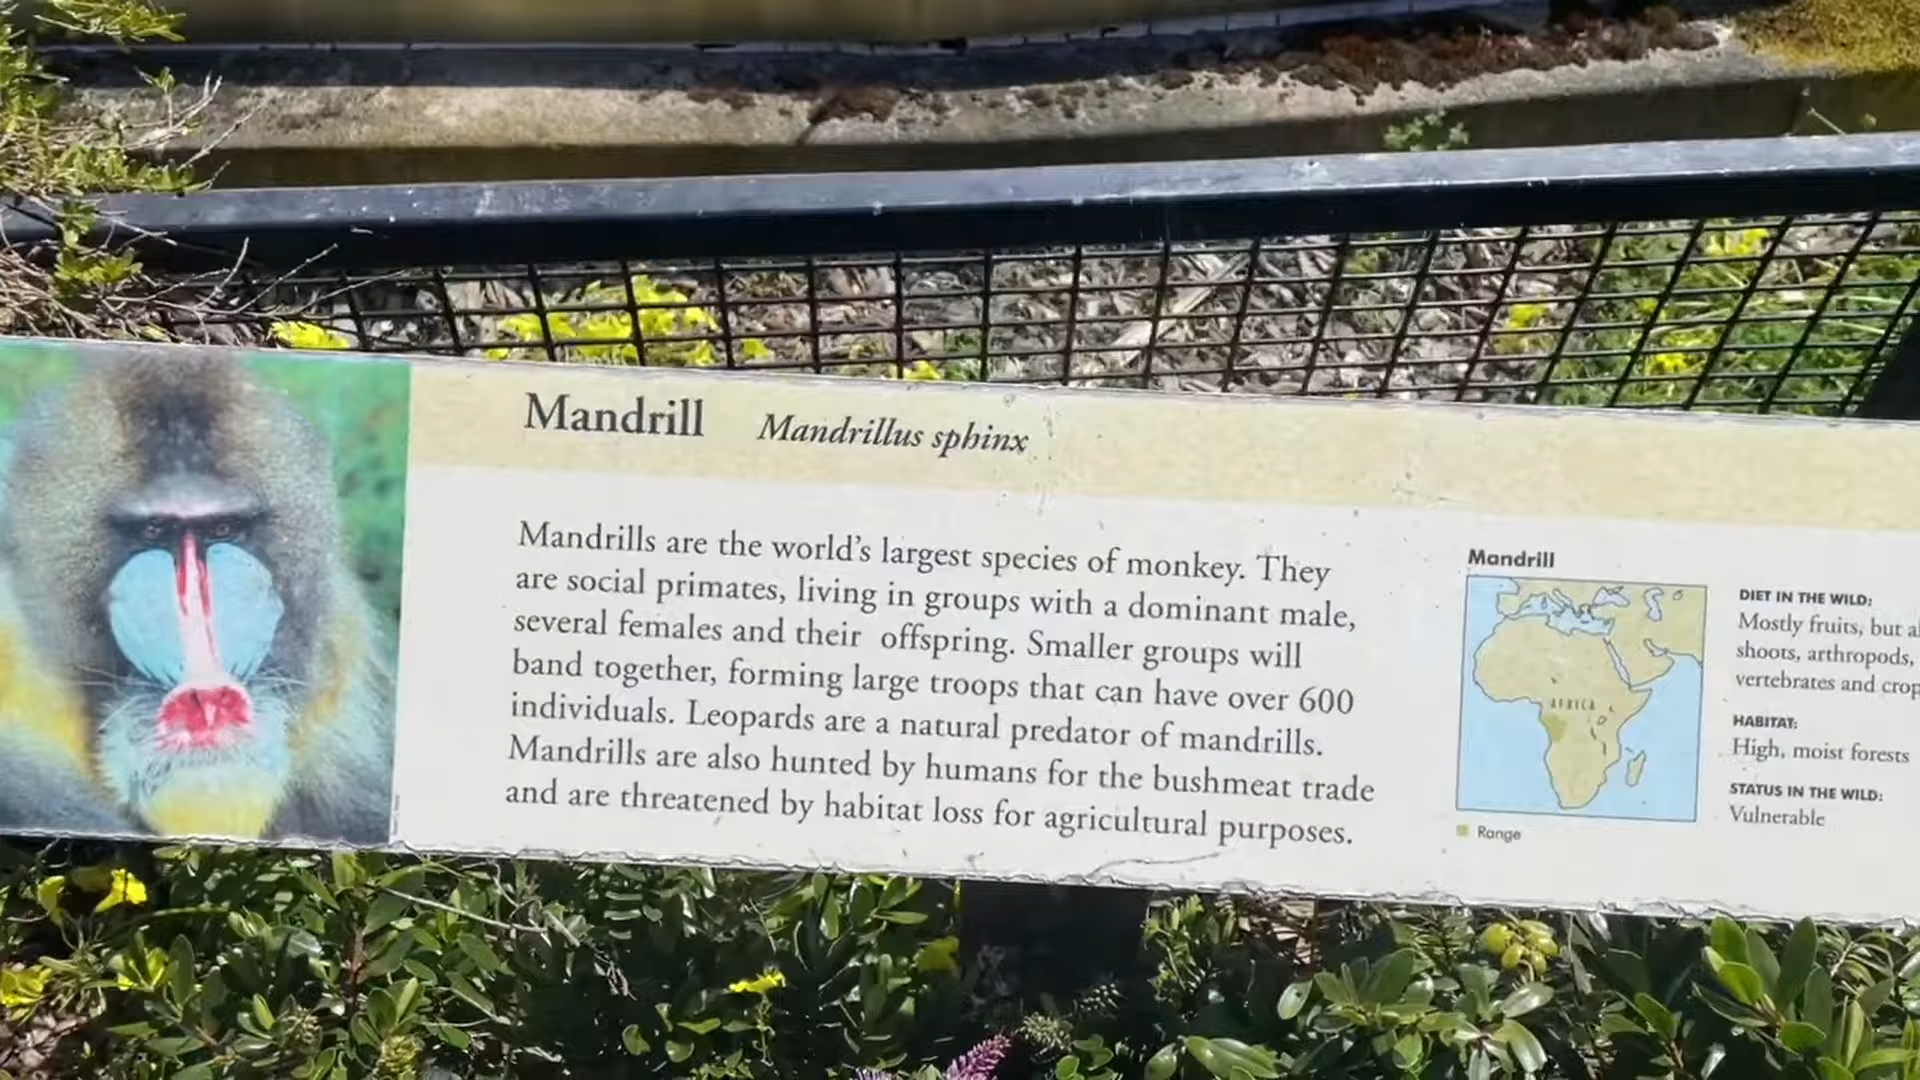 Mandrill Mandrillus sphinx
Mandrills are the world's largest species of monkey. They
are social primates, living in groups with a dominant male,
several females and their offspring. Smaller groups will
band together, forming large troops that can have over 600
individuals. Leopards are a natural predator of mandrills.
Mandrills are also hunted by humans for the bushmeat trade
and are threatened by habitat loss for agricultural purposes.
Mandrill
AFRICA
Range
DIET IN THE WILD:
Mostly fruits, but
shoots, arthropods,
vertebrates and
HABITAT:
High, moist forests
STATUS IN THE WILD:
Vulnerable